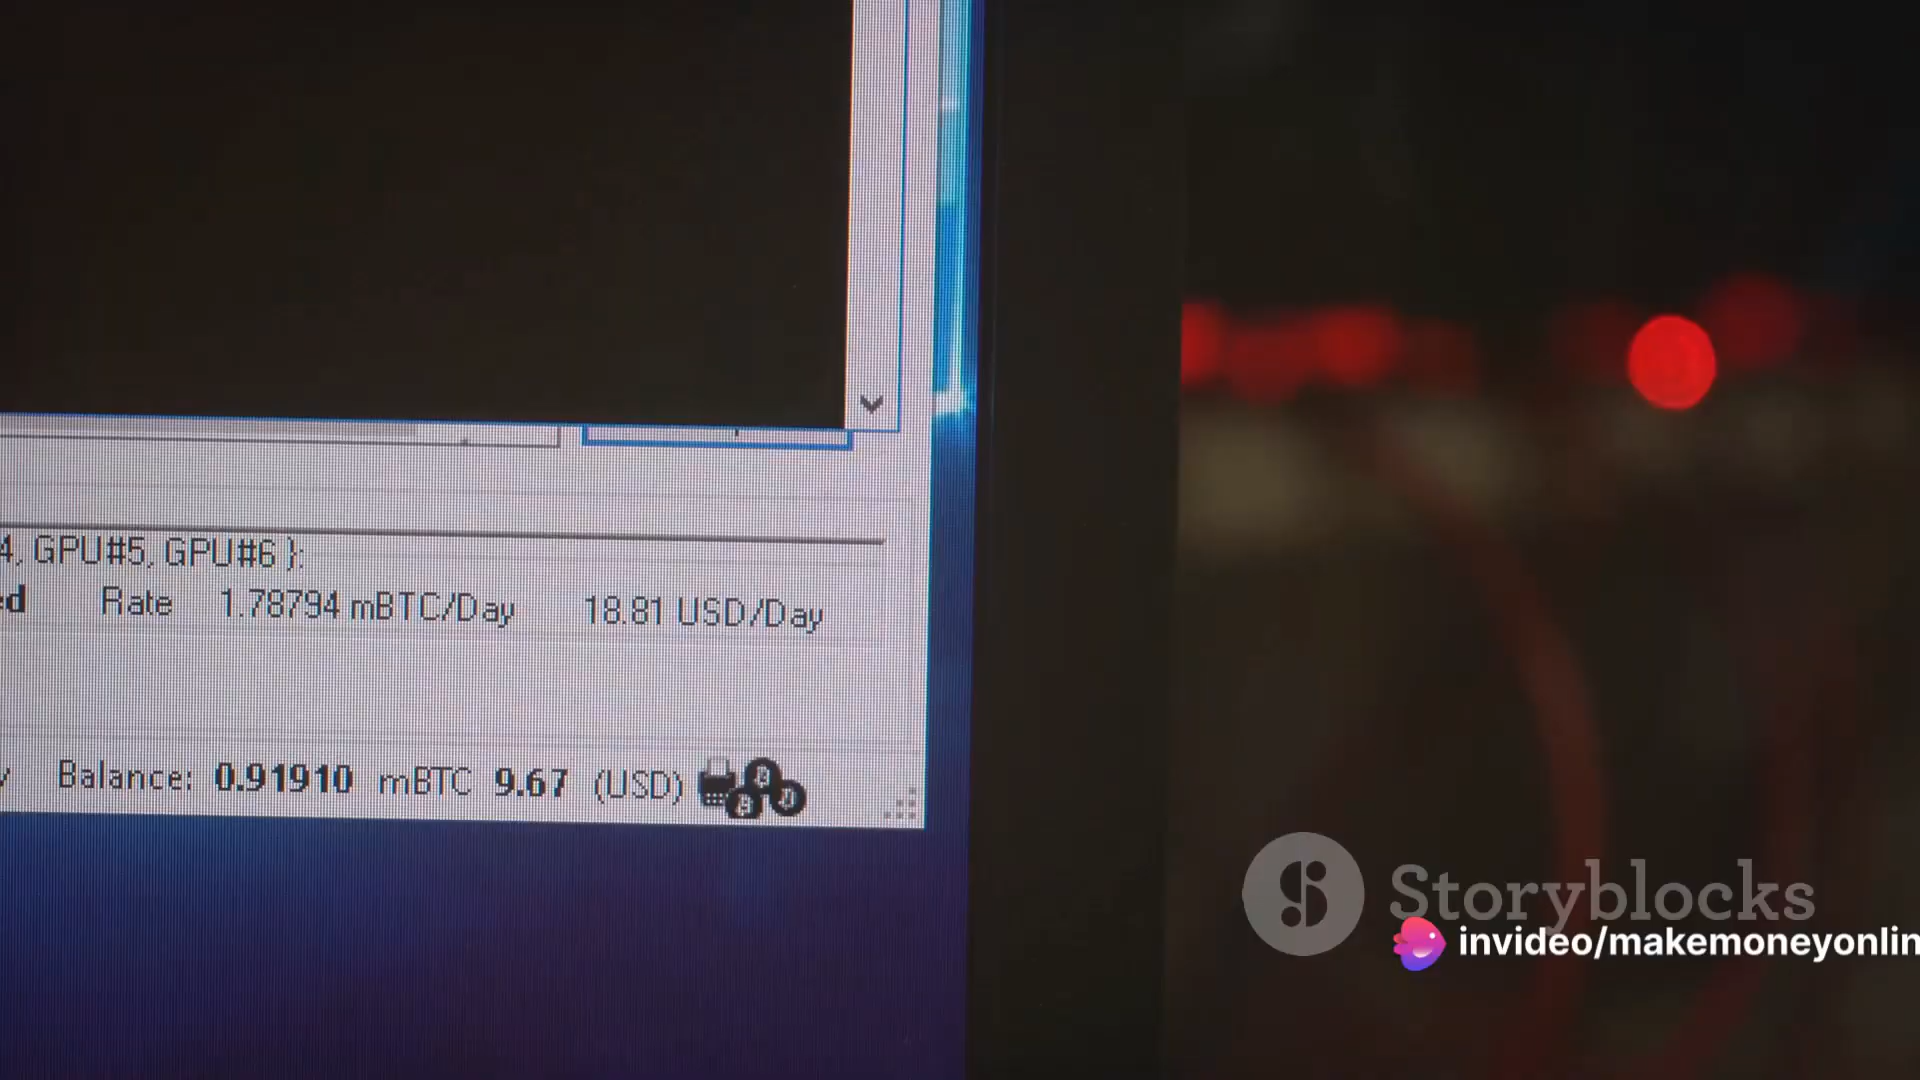 4, GPU#5, GPU#6 }:
ed Rate 1.78794 mBTC/Day 18.81 USD/Day
y Balance: 0.91910 mBTC 9.67 (USD)
Storyblocks
invideo/makemoneyonlin